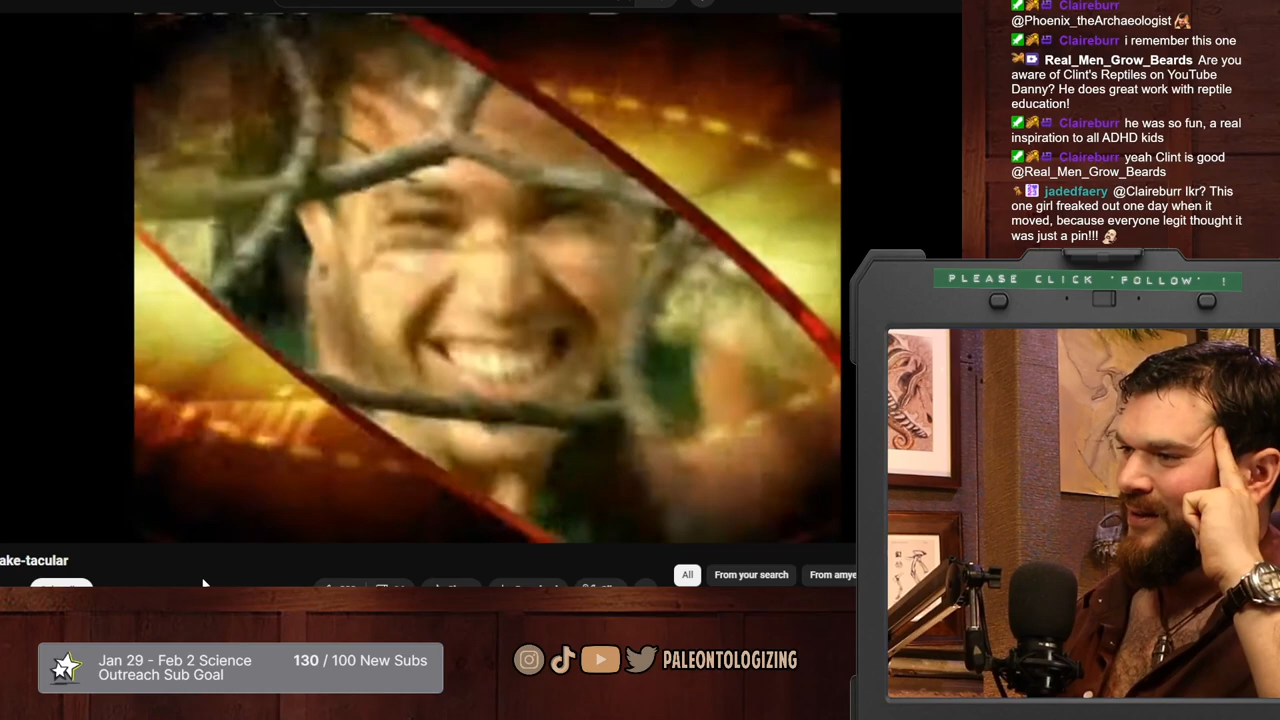 Claireburr
@Phoenix_theArchaeologist
Claireburr i remember this one
Real_Men_Grow_Beards Are you
aware of Clint's Reptiles on YouTube
Danny? He does great work with reptile
education!
Claireburr he was so fun, a real
inspiration to all ADHD kids
Claireburr yeah Clint is good
@Real_Men_Grow_Beards
jadedfaery @Claireburr Ikr? This
one girl freaked out one day when it
moved, because everyone legit thought it
was just a pin!!!
PLEASE CLICK "FOLLOW" !
ake-tacular
All
From your search
From amye
Jan 29 - Feb 2 Science
Outreach Sub Goal
130 / 100 New Subs
PALEONTOLOGIZING